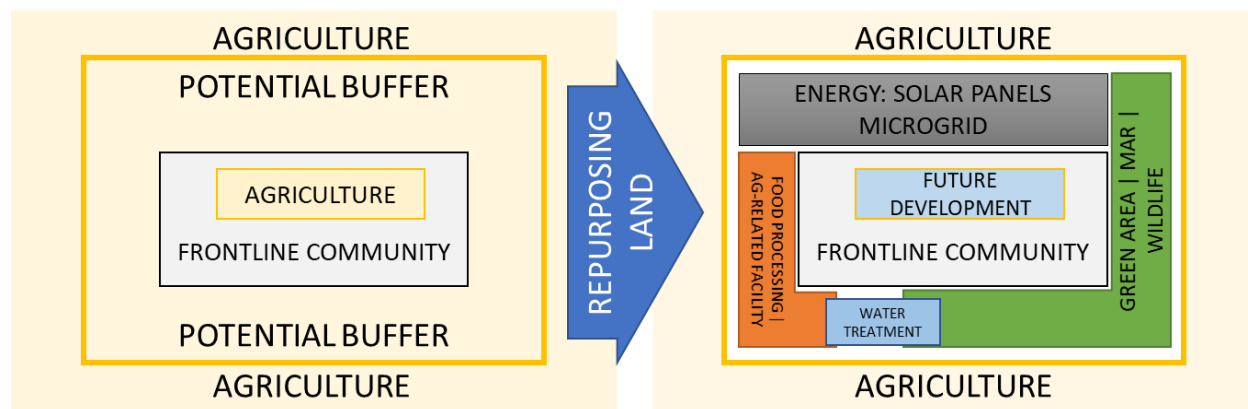 AGRICULTURE
POTENTIAL BUFFER
AGRICULTURE
FRONTLINE COMMUNITY
POTENTIAL BUFFER
AGRICULTURE
REPURPOSING
LAND
AGRICULTURE
ENERGY: SOLAR PANELS
MICROGRID
FOOD PROCESSING |
AG-RELATED FACILITY
FUTURE
DEVELOPMENT
FRONTLINE COMMUNITY
GREEN AREA | MAR |
WILDLIFE
WATER
TREATMENT
AGRICULTURE